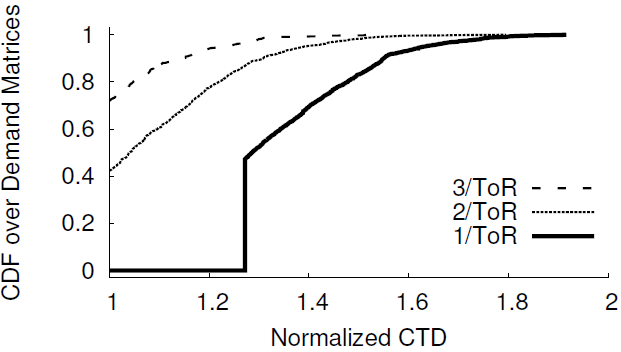 CDF over Demand Matrices
1
0.8
0.6
0.4
0.2
0
3/ToR
2/ToR
1/ToR
1 1.2 1.4 1.6 1.8 2
Normalized CTD